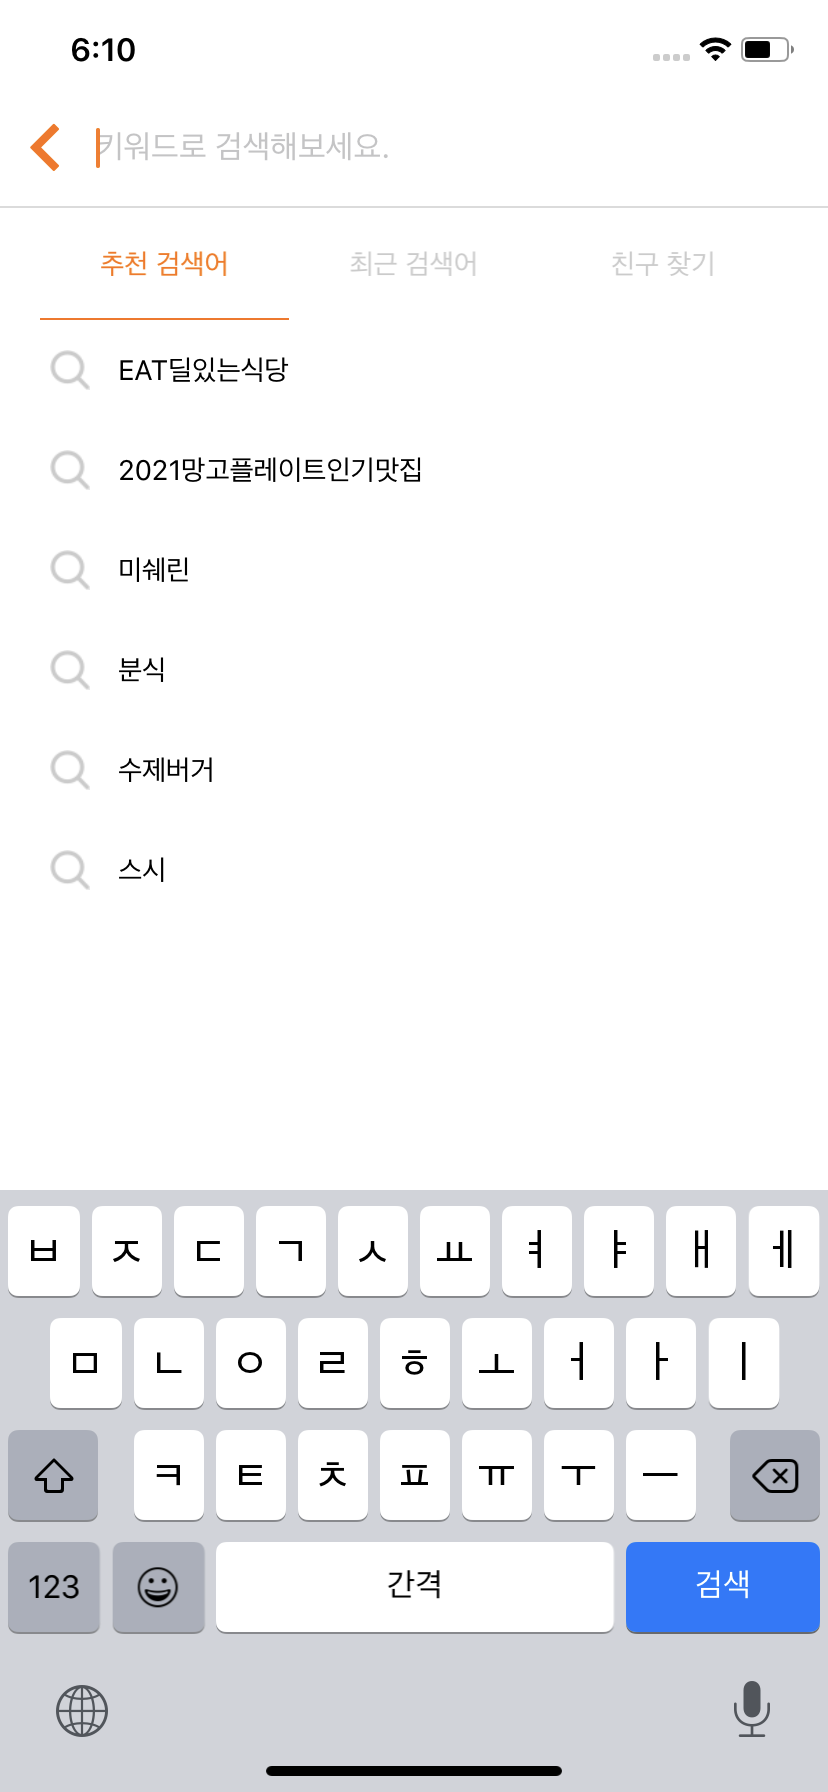 6:10
키워드로 검색해보세요.
추천 검색어 최근 검색어 친구 찾기
EAT딜있는식당
2021망고플레이트인기맛집
미쉐린
분식
수제버거
스시
ㅂ ㅈ ㄷ ㄱ ㅅ ㅛ ㅕ ㅑ ㅐ ㅔ
ㅁ ㄴ ㅇ ㄹ ㅎ ㅗ ㅓ ㅏ ㅣ
ㅋ ㅌ ㅊ ㅍ ㅠ ㅜ ㅡ
123 간격 검색